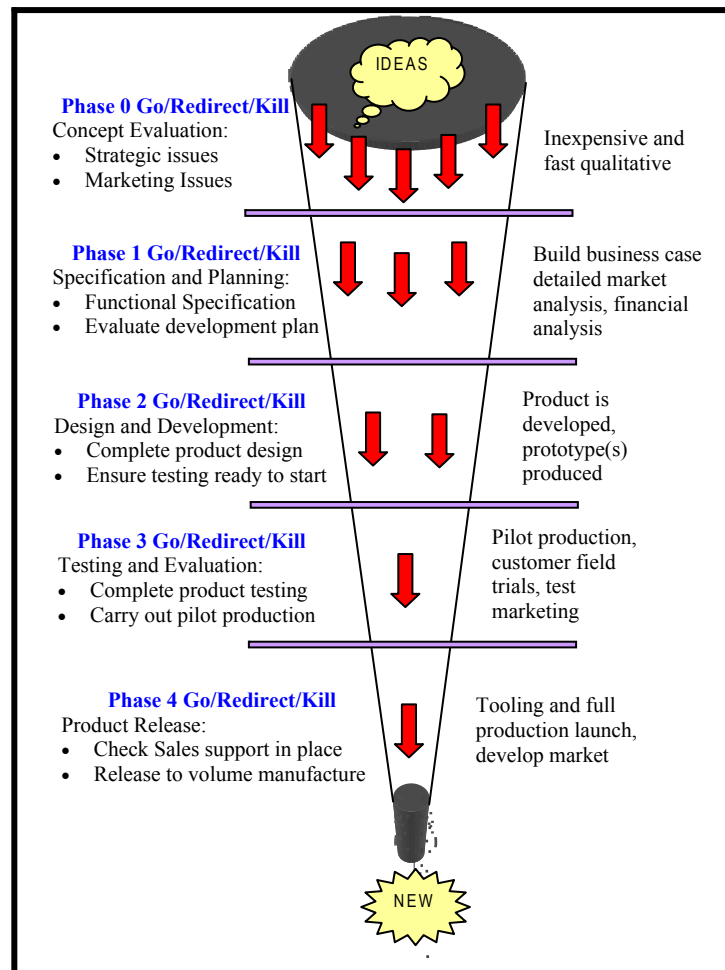 IDEAS
Phase 0 Go/Redirect/Kill
Concept Evaluation:
• Strategic issues
• Marketing Issues
Inexpensive and
fast qualitative
Phase 1 Go/Redirect/Kill
Specification and Planning:
• Functional Specification
• Evaluate development plan
Build business case
detailed market
analysis, financial
analysis
Phase 2 Go/Redirect/Kill
Design and Development:
• Complete product design
• Ensure testing ready to start
Product is
developed,
prototype(s)
produced
Phase 3 Go/Redirect/Kill
Testing and Evaluation:
• Complete product testing
• Carry out pilot production
Pilot production,
customer field
trials, test
marketing
Phase 4 Go/Redirect/Kill
Product Release:
• Check Sales support in place
• Release to volume manufacture
Tooling and full
production launch,
develop market
NEW